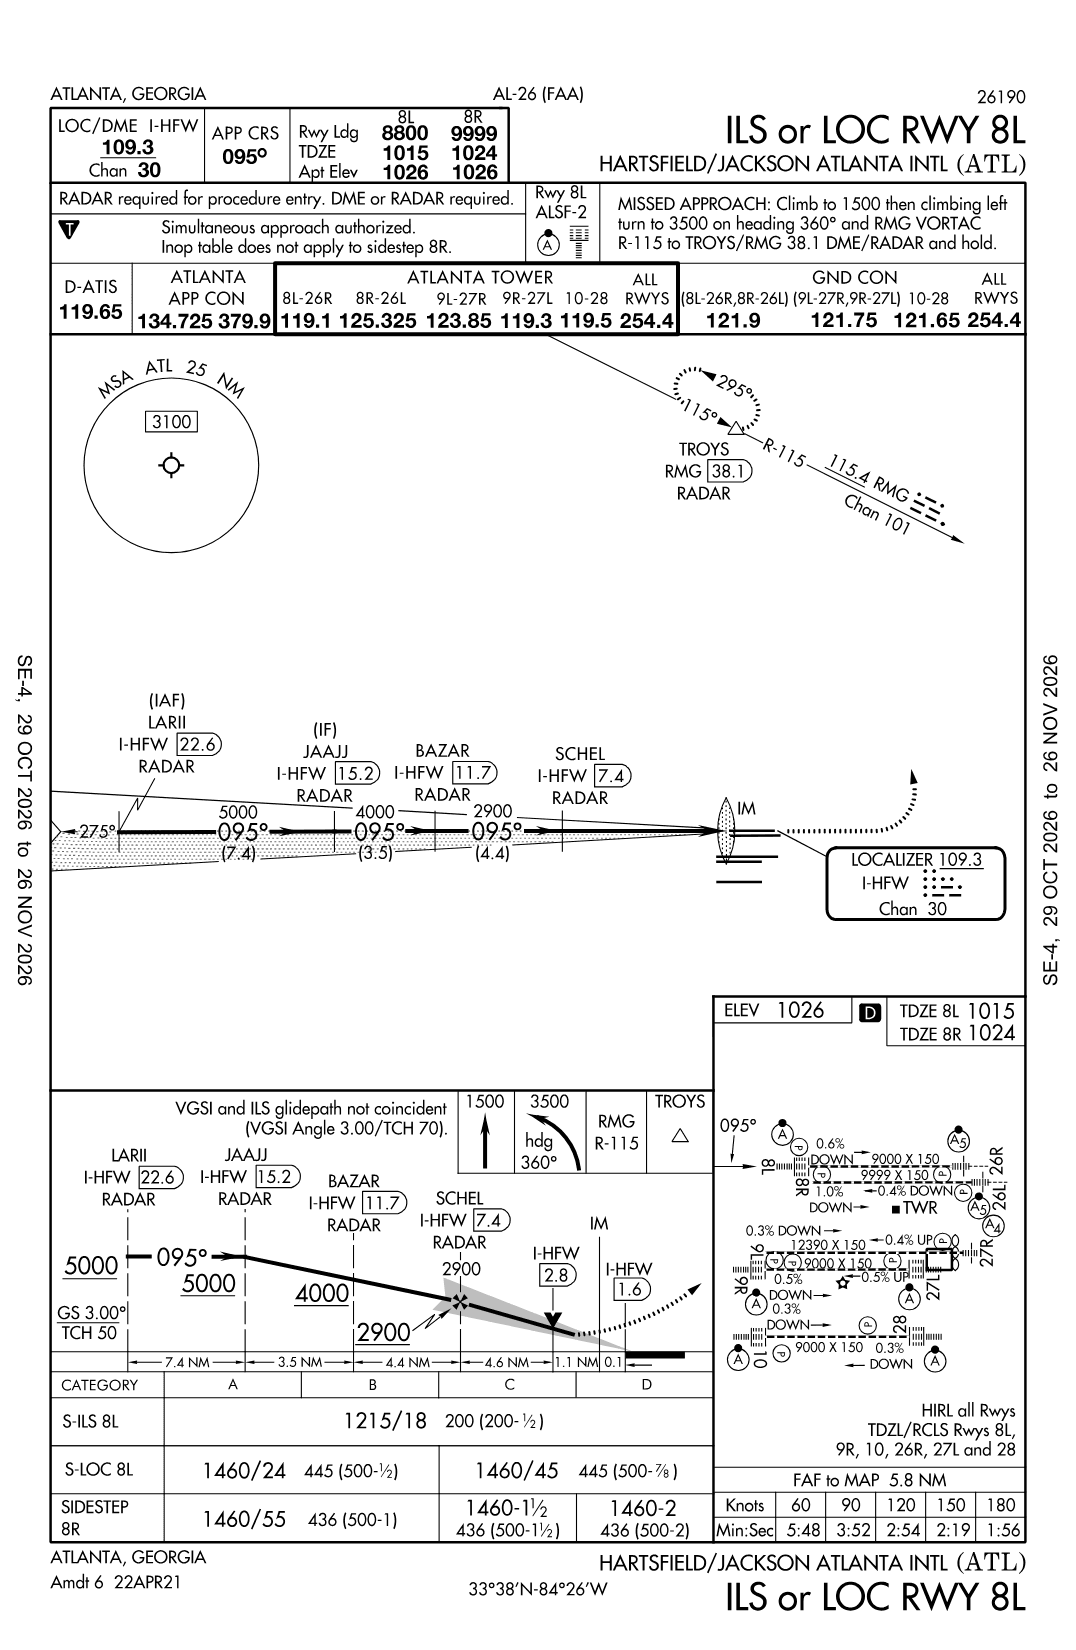 ATLANTA, GEORGIA
AL-26 (FAA)
26190
LOC/DME I-HFW
109.3
Chan 30
APP CRS
095°
8L 8R
Rwy Ldg 8800 9999
TDZE 1015 1024
Apt Elev 1026 1026
ILS or LOC RWY 8L
HARTSFIELD/JACKSON ATLANTA INTL (ATL)
RADAR required for procedure entry. DME or RADAR required.
T
Simultaneous approach authorized.
Inop table does not apply to sidestep 8R.
Rwy 8L
ALSF-2
A
MISSED APPROACH: Climb to 1500 then climbing left
turn to 3500 on heading 360° and RMG VORTAC
R-115 to TROYS/RMG 38.1 DME/RADAR and hold.
D-ATIS
119.65
ATLANTA
APP CON
134.725 379.9
ATLANTA TOWER ALL
8L-26R 8R-26L 9L-27R 9R-27L 10-28 RWYS
119.1 125.325 123.85 119.3 119.5 254.4
GND CON ALL
(8L-26R,8R-26L) (9L-27R,9R-27L) 10-28 RWYS
121.9 121.75 121.65 254.4
MSA ATL 25 NM
3100
295°
115°
TROYS
RMG 38.1
RADAR
R-115
115.4 RMG
Chan 101
SE-4, 29 OCT 2026 to 26 NOV 2026
SE-4, 29 OCT 2026 to 26 NOV 2026
(IAF)
LARII
I-HFW 22.6
RADAR
(IF)
JAAJJ
I-HFW 15.2
RADAR
BAZAR
I-HFW 11.7
RADAR
SCHEL
I-HFW 7.4
RADAR
IM
5000 4000 2900
275° 095° 095° 095°
(7.4) (3.5) (4.4)
LOCALIZER 109.3
I-HFW
Chan 30
ELEV 1026
D
TDZE 8L 1015
TDZE 8R 1024
VGSI and ILS glidepath not coincident
(VGSI Angle 3.00/TCH 70).
1500
3500
hdg
360°
RMG
R-115
TROYS
LARII
I-HFW 22.6
RADAR
JAAJJ
I-HFW 15.2
RADAR
BAZAR
I-HFW 11.7
RADAR
SCHEL
I-HFW 7.4
RADAR
2900
IM
I-HFW
2.8
I-HFW
1.6
5000
095°
5000
4000
2900
GS 3.00°
TCH 50
7.4 NM 3.5 NM 4.4 NM 4.6 NM 1.1 NM 0.1
095°
A
P
A5
0.6%
DOWN
9000 X 150
P
8L
26R
P
9999 X 150
8R
1.0%
DOWN
0.4% DOWN
P
26L
A5
TWR
A4
0.3% DOWN
0.4% UP
P
9L
12390 X 150
27R
P
P
9000 X 150
P
9R
0.5%
DOWN
0.5% UP
27L
A
A
0.3%
DOWN
P
28
10
P
9000 X 150
0.3%
DOWN
A
A
HIRL all Rwys
TDZL/RCLS Rwys 8L,
9R, 10, 26R, 27L and 28
CATEGORY A B C D
S-ILS 8L 1215/18 200 (200-½)
S-LOC 8L 1460/24 445 (500-½) 1460/45 445 (500-⅞)
SIDESTEP
8R
1460/55 436 (500-1)
1460-1½
436 (500-1½)
1460-2
436 (500-2)
FAF to MAP 5.8 NM
Knots 60 90 120 150 180
Min:Sec 5:48 3:52 2:54 2:19 1:56
ATLANTA, GEORGIA
Amdt 6 22APR21
33°38'N-84°26'W
HARTSFIELD/JACKSON ATLANTA INTL (ATL)
ILS or LOC RWY 8L